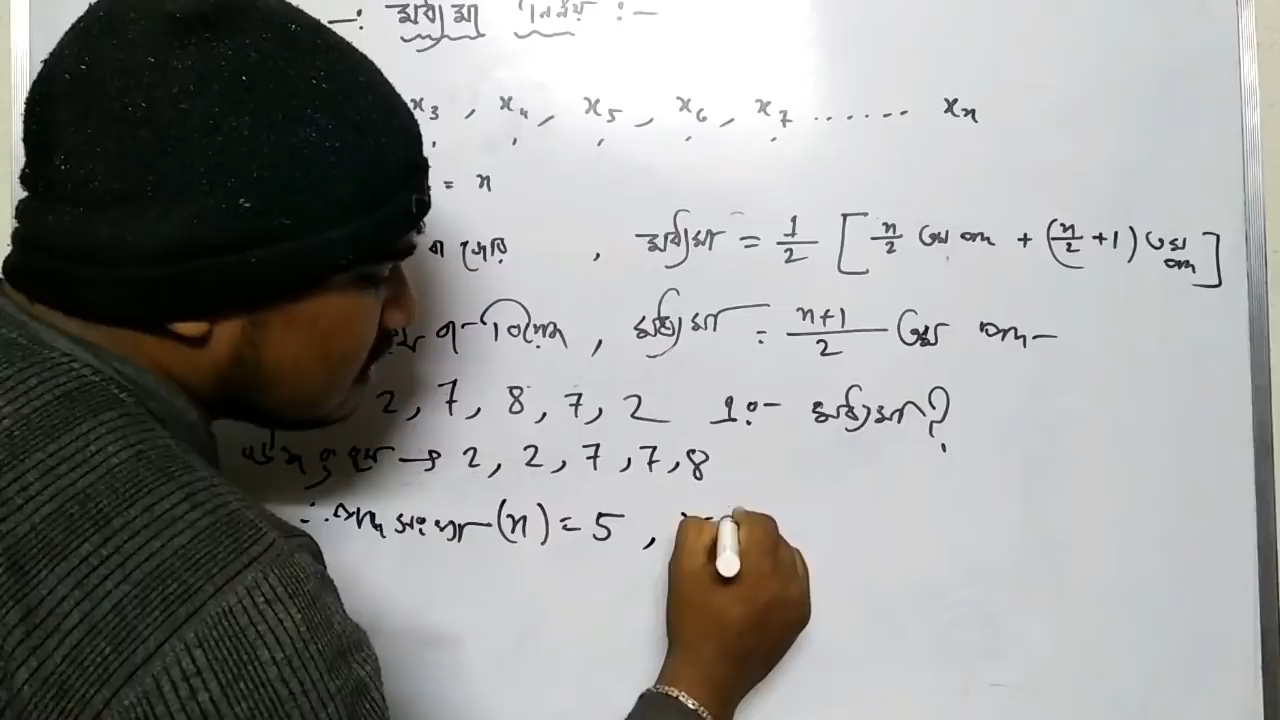 —: মধ্যমা নির্ণয় :—
x₃, x₄, x₅, x₆, x₇ ...... xₙ
= n
জোড় , মধ্যমা = 1/2 [ n/2 তম পদ + (n/2 + 1) তম পদ ]
n - বিজোড় , মধ্যমা = n+1/2 তম পদ
2, 7, 8, 7, 2 মধ্যমা?
→ 2, 2, 7, 7, 8
∴ পদ সংখ্যা (n) = 5 ,